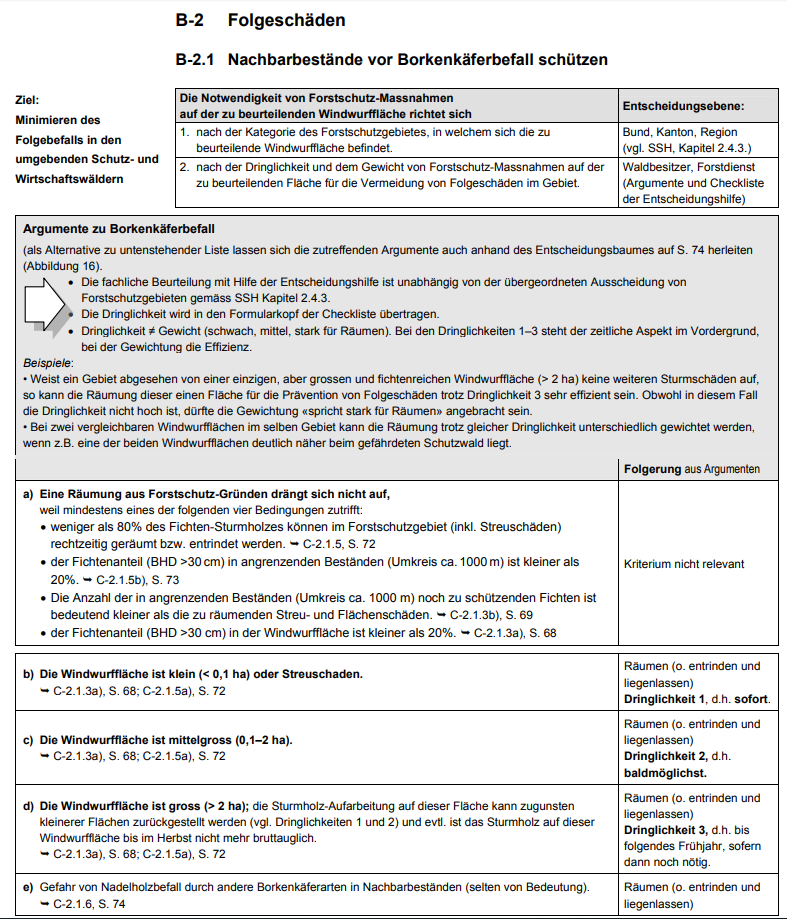 B-2 Folgeschäden
B-2.1 Nachbarbestände vor Borkenkäferbefall schützen
Ziel:
Minimieren des
Folgebefalls in den
umgebenden Schutz- und
Wirtschaftswäldern
Die Notwendigkeit von Forstschutz-Massnahmen
auf der zu beurteilenden Windwurffläche richtet sich
Entscheidungsebene:
1. nach der Kategorie des Forstschutzgebietes, in welchem sich die zu
beurteilende Windwurffläche befindet.
Bund, Kanton, Region
(vgl. SSH, Kapitel 2.4.3.)
2. nach der Dringlichkeit und dem Gewicht von Forstschutz-Massnahmen auf der
zu beurteilenden Fläche für die Vermeidung von Folgeschäden im Gebiet.
Waldbesitzer, Forstdienst
(Argumente und Checkliste
der Entscheidungshilfe)
Argumente zu Borkenkäferbefall
(als Alternative zu untenstehender Liste lassen sich die zutreffenden Argumente auch anhand des Entscheidungsbaumes auf S. 74 herleiten
(Abbildung 16).
• Die fachliche Beurteilung mit Hilfe der Entscheidungshilfe ist unabhängig von der übergeordneten Ausscheidung von
Forstschutzgebieten gemäss SSH Kapitel 2.4.3.
• Die Dringlichkeit wird in den Formularkopf der Checkliste übertragen.
• Dringlichkeit ≠ Gewicht (schwach, mittel, stark für Räumen). Bei den Dringlichkeiten 1–3 steht der zeitliche Aspekt im Vordergrund,
bei der Gewichtung die Effizienz.
Beispiele:
• Weist ein Gebiet abgesehen von einer einzigen, aber grossen und fichtenreichen Windwurffläche (> 2 ha) keine weiteren Sturmschäden auf,
so kann die Räumung dieser einen Fläche für die Prävention von Folgeschäden trotz Dringlichkeit 3 sehr effizient sein. Obwohl in diesem Fall
die Dringlichkeit nicht hoch ist, dürfte die Gewichtung «spricht stark für Räumen» angebracht sein.
• Bei zwei vergleichbaren Windwurfflächen im selben Gebiet kann die Räumung trotz gleicher Dringlichkeit unterschiedlich gewichtet werden,
wenn z.B. eine der beiden Windwurfflächen deutlich näher beim gefährdeten Schutzwald liegt.
Folgerung aus Argumenten
a) Eine Räumung aus Forstschutz-Gründen drängt sich nicht auf,
weil mindestens eines der folgenden vier Bedingungen zutrifft:
• weniger als 80% des Fichten-Sturmholzes können im Forstschutzgebiet (inkl. Streuschäden)
rechtzeitig geräumt bzw. entrindet werden. ➥ C-2.1.5, S. 72
• der Fichtenanteil (BHD >30 cm) in angrenzenden Beständen (Umkreis ca. 1000 m) ist kleiner als
20%. ➥ C-2.1.5b), S. 73
• Die Anzahl der in angrenzenden Beständen (Umkreis ca. 1000 m) noch zu schützenden Fichten ist
bedeutend kleiner als die zu räumenden Streu- und Flächenschäden. ➥ C-2.1.3b), S. 69
• der Fichtenanteil (BHD >30 cm) in der Windwurffläche ist kleiner als 20%. ➥ C-2.1.3a), S. 68
Kriterium nicht relevant
b) Die Windwurffläche ist klein (< 0,1 ha) oder Streuschaden.
➥ C-2.1.3a), S. 68; C-2.1.5a), S. 72
Räumen (o. entrinden und
liegenlassen)
Dringlichkeit 1, d.h. sofort.
c) Die Windwurffläche ist mittelgross (0,1–2 ha).
➥ C-2.1.3a), S. 68; C-2.1.5a), S. 72
Räumen (o. entrinden und
liegenlassen)
Dringlichkeit 2, d.h.
baldmöglichst.
d) Die Windwurffläche ist gross (> 2 ha); die Sturmholz-Aufarbeitung auf dieser Fläche kann zugunsten
kleinerer Flächen zurückgestellt werden (vgl. Dringlichkeiten 1 und 2) und evtl. ist das Sturmholz auf dieser
Windwurffläche bis im Herbst nicht mehr bruttauglich.
➥ C-2.1.3a), S. 68; C-2.1.5a), S. 72
Räumen (o. entrinden und
liegenlassen)
Dringlichkeit 3, d.h. bis
folgendes Frühjahr, sofern
dann noch nötig.
e) Gefahr von Nadelholzbefall durch andere Borkenkäferarten in Nachbarbeständen (selten von Bedeutung).
➥ C-2.1.6, S. 74
Räumen (o. entrinden und
liegenlassen)